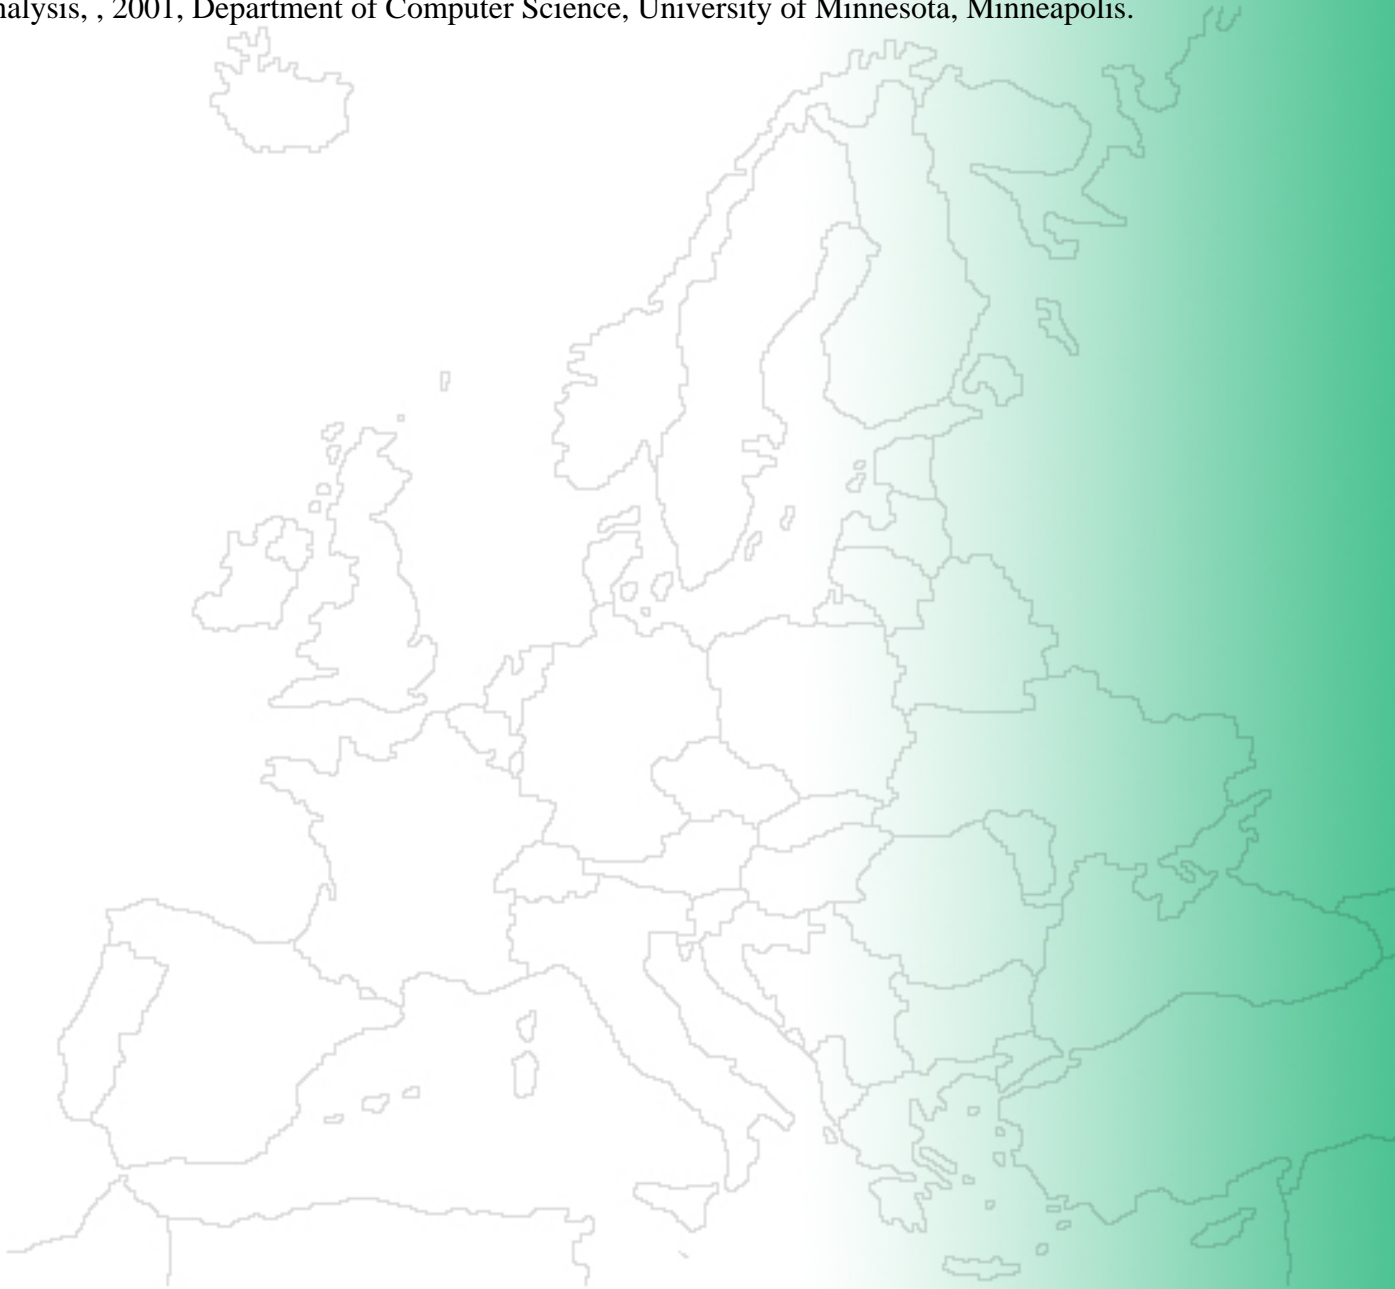 nalysis, , 2001, Department of Computer Science, University of Minnesota, Minneapolis.